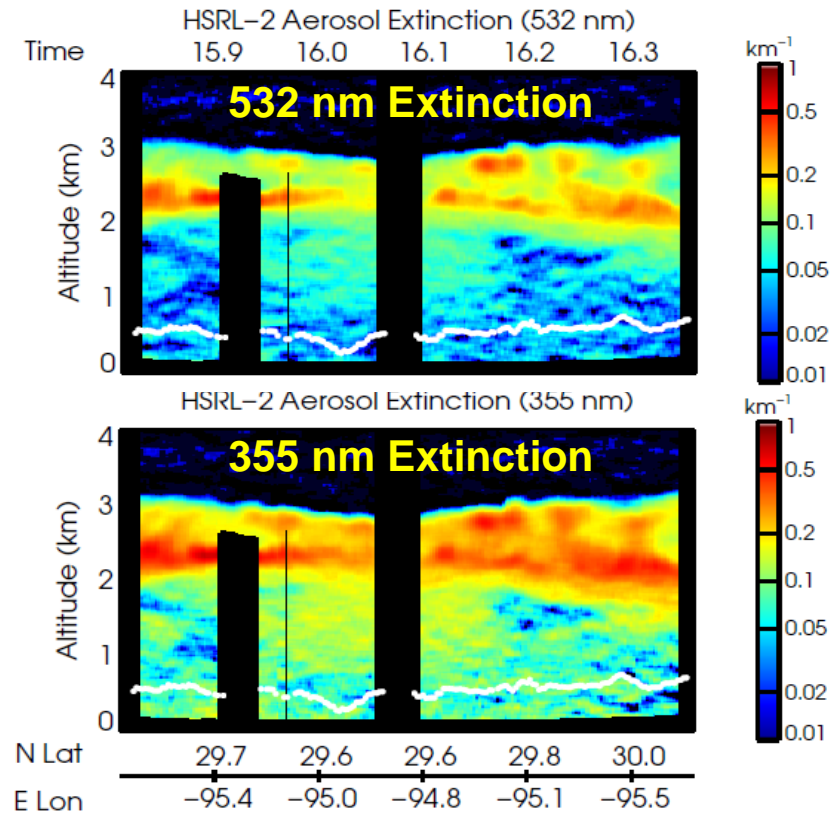 HSRL-2 Aerosol Extinction (532 nm)
Time 15.9 16.0 16.1 16.2 16.3
km⁻¹
532 nm Extinction
Altitude (km)
4
3
2
1
0
1
0.5
0.2
0.1
0.05
0.02
0.01
HSRL-2 Aerosol Extinction (355 nm)
km⁻¹
355 nm Extinction
Altitude (km)
4
3
2
1
0
1
0.5
0.2
0.1
0.05
0.02
0.01
N Lat 29.7 29.6 29.6 29.8 30.0
E Lon -95.4 -95.0 -94.8 -95.1 -95.5